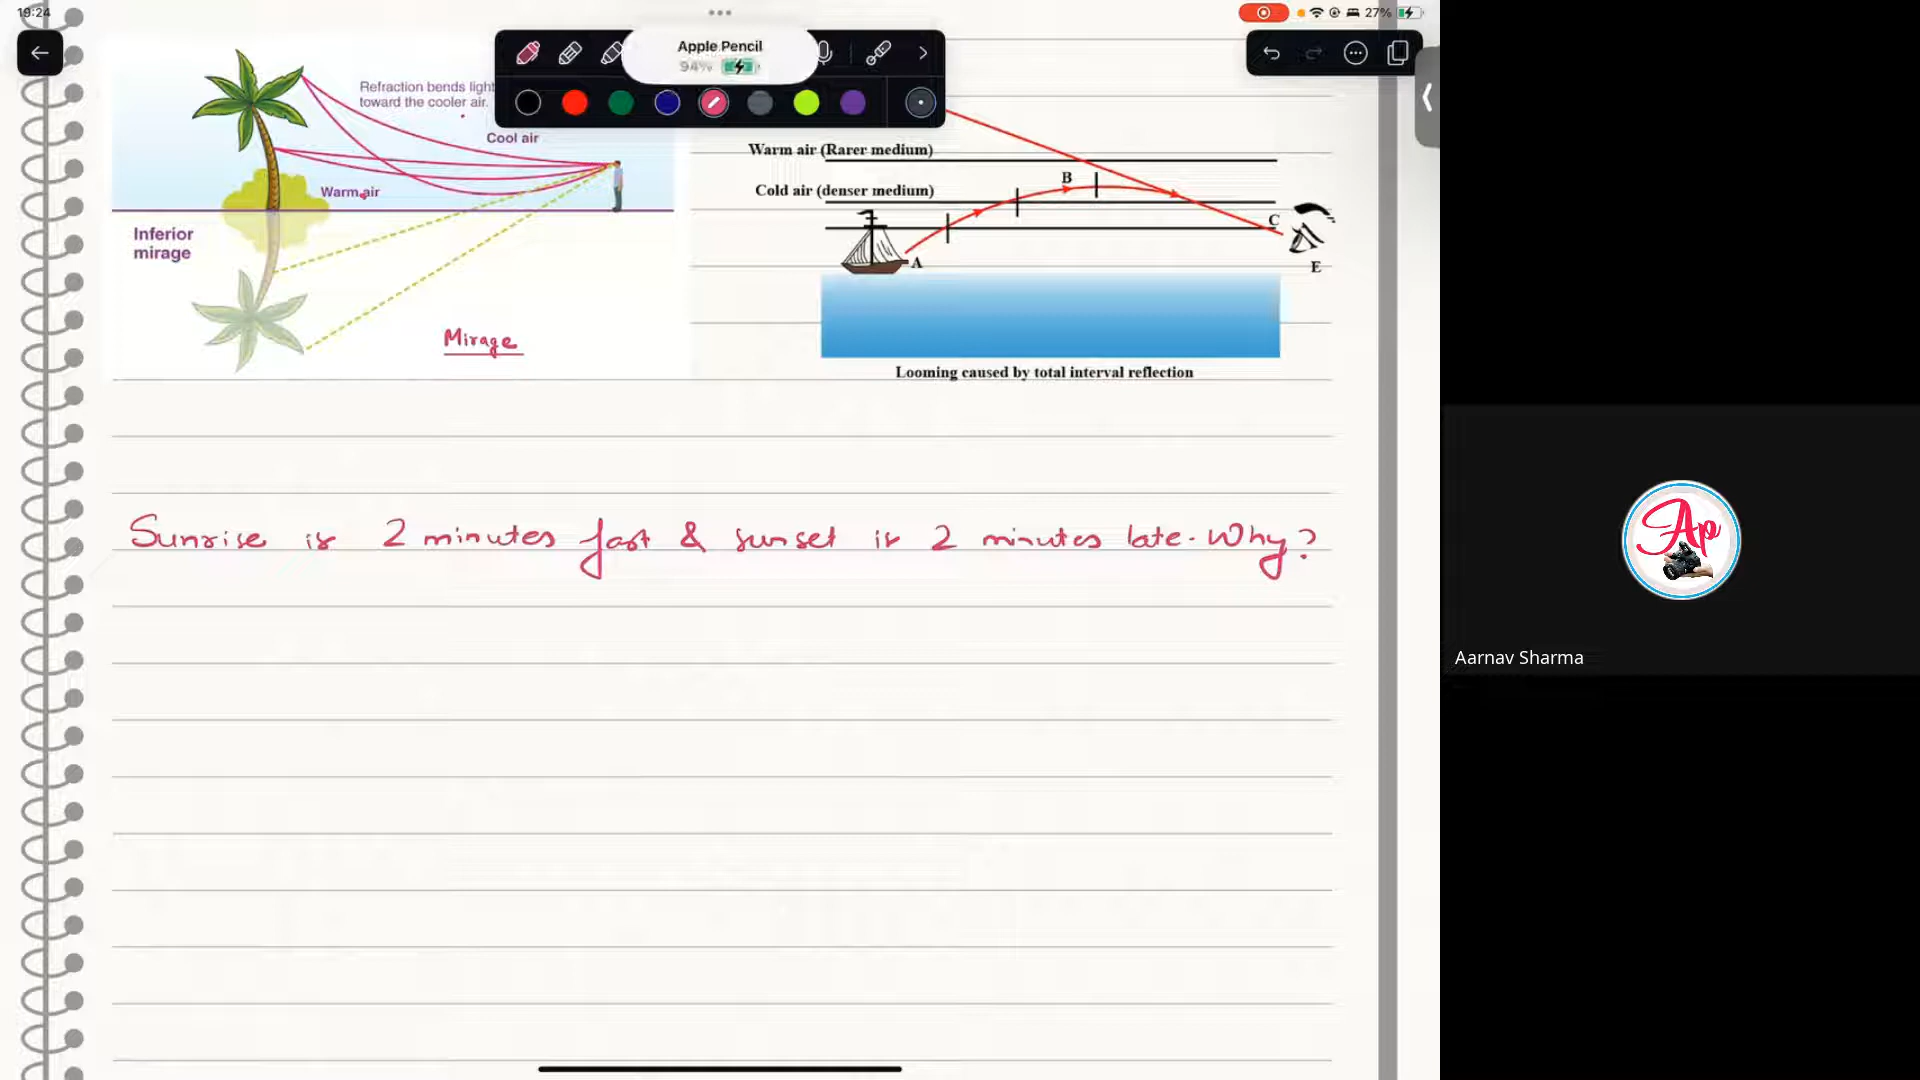 19:24
27%
Apple Pencil
94%
Refraction bends light
toward the cooler air.
Cool air
Warm air
Inferior
mirage
Mirage
Warm air (Rarer medium)
Cold air (denser medium)
B
C
A
E
Looming caused by total interval reflection
Sunrise is 2 minutes fast & sunset is 2 minutes late. Why?
Ap
Aarnav Sharma